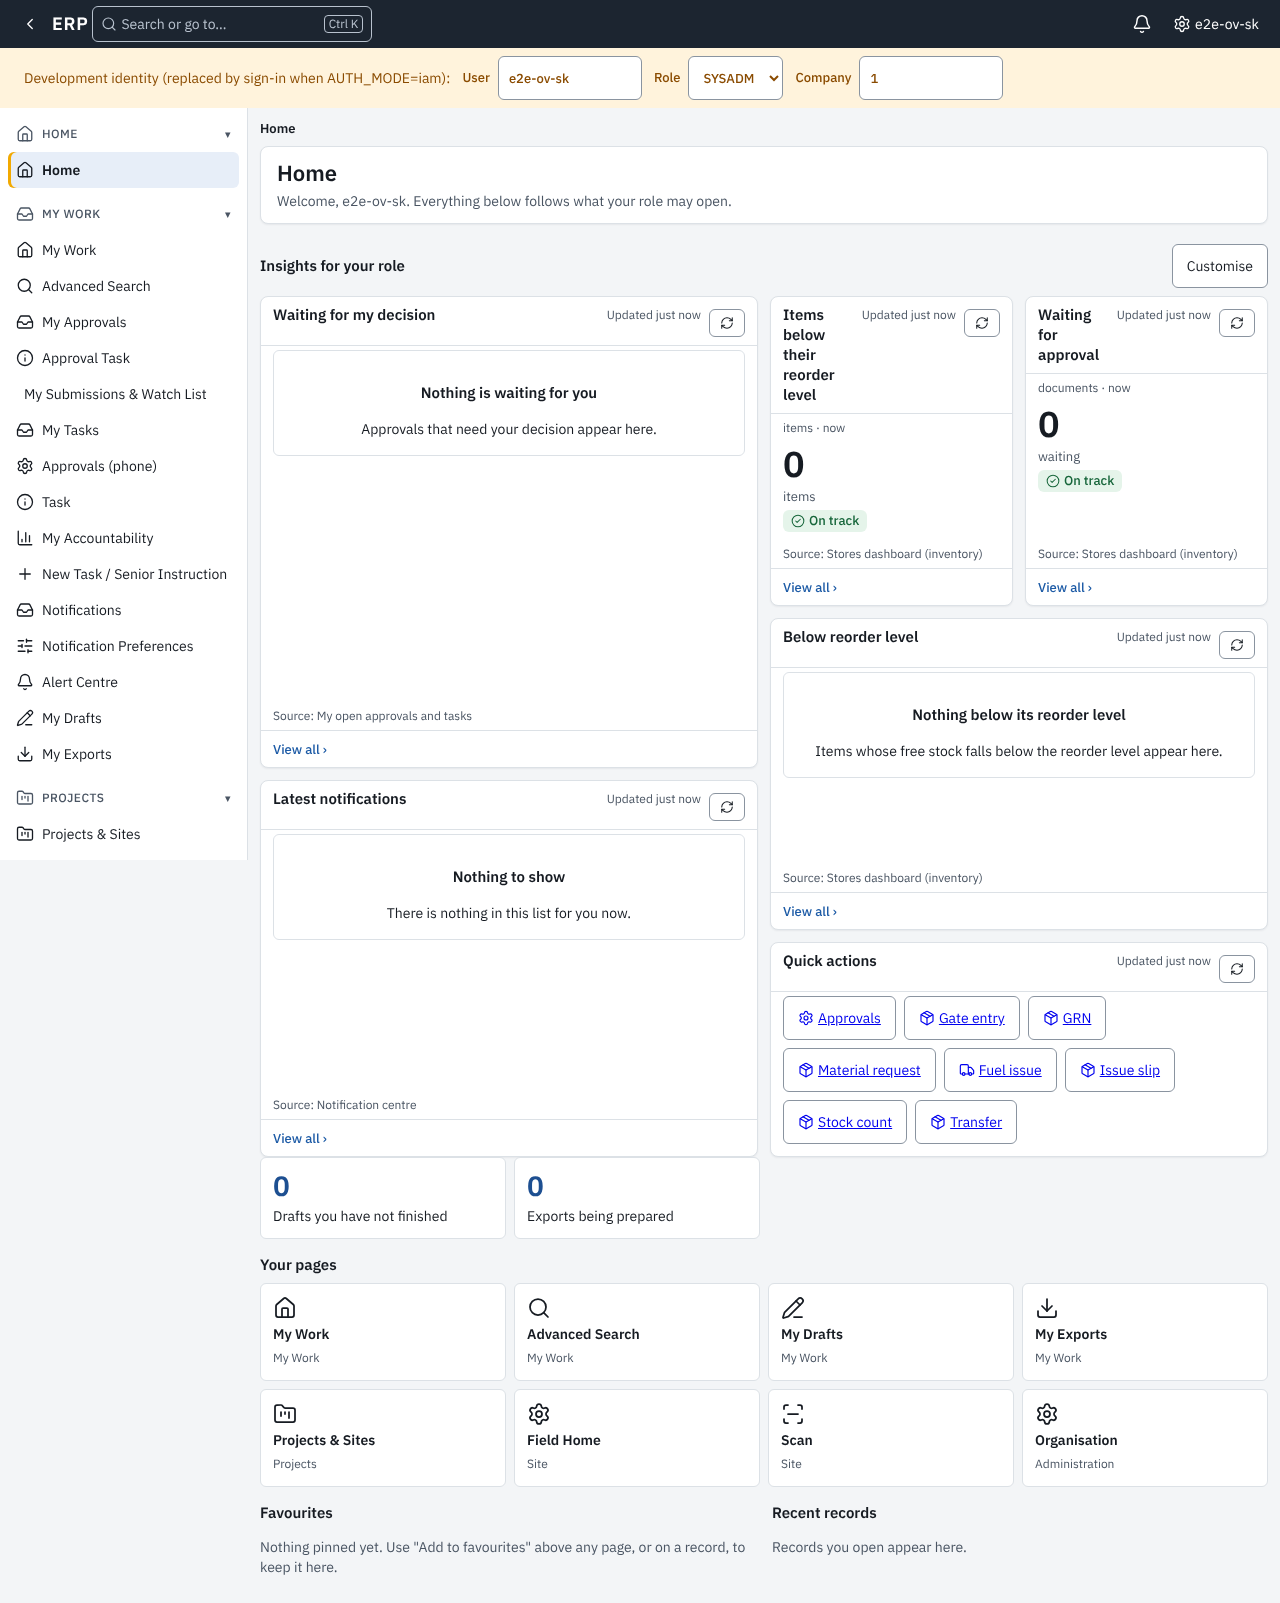 ERP
Search or go to...
Ctrl K
e2e-ov-sk
Development identity (replaced by sign-in when AUTH_MODE=iam):
User
e2e-ov-sk
Role
SYSADM
Company
1
HOME
Home
MY WORK
My Work
Advanced Search
My Approvals
Approval Task
My Submissions & Watch List
My Tasks
Approvals (phone)
Task
My Accountability
New Task / Senior Instruction
Notifications
Notification Preferences
Alert Centre
My Drafts
My Exports
PROJECTS
Projects & Sites
Home
Home
Welcome, e2e-ov-sk. Everything below follows what your role may open.
Insights for your role
Customise
Waiting for my decision
Updated just now
Nothing is waiting for you
Approvals that need your decision appear here.
Source: My open approvals and tasks
View all ›
Items
below
their
reorder
level
Updated just now
items · now
0
items
On track
Source: Stores dashboard (inventory)
View all ›
Waiting
for
approval
Updated just now
documents · now
0
waiting
On track
Source: Stores dashboard (inventory)
View all ›
Below reorder level
Updated just now
Nothing below its reorder level
Items whose free stock falls below the reorder level appear here.
Source: Stores dashboard (inventory)
View all ›
Latest notifications
Updated just now
Nothing to show
There is nothing in this list for you now.
Source: Notification centre
View all ›
Quick actions
Updated just now
Approvals
Gate entry
GRN
Material request
Fuel issue
Issue slip
Stock count
Transfer
0
Drafts you have not finished
0
Exports being prepared
Your pages
My Work
My Work
Advanced Search
My Work
My Drafts
My Work
My Exports
My Work
Projects & Sites
Projects
Field Home
Site
Scan
Site
Organisation
Administration
Favourites
Nothing pinned yet. Use "Add to favourites" above any page, or on a record, to
keep it here.
Recent records
Records you open appear here.